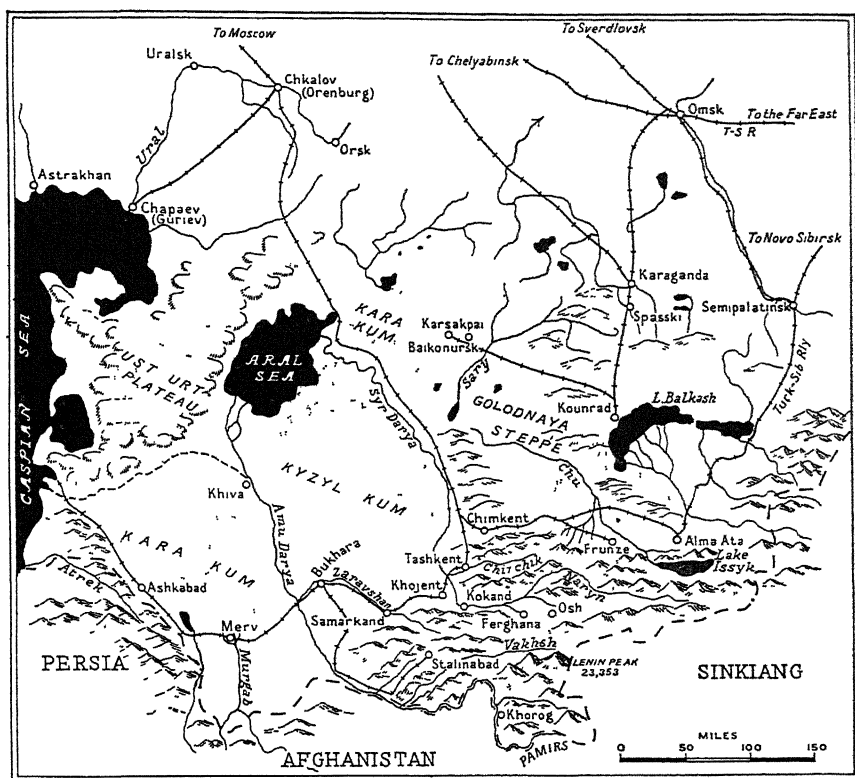 To Moscow
To Sverdlovsk
Uralsk
To Chelyabinsk
Chkalov
(Orenburg)
Omsk
To the Far East
T-S R
Ural
Orsk
Astrakhan
Chapaev
(Guriev)
To Novo Sibirsk
Karaganda
KARA
KUM
Spasski
Semipalatinsk
Karsakpai
Baikonursk
CASPIAN SEA
UST URT
PLATEAU
ARAL
SEA
Sary
Syr Darya
GOLODNAYA
STEPPE
Kounrad
L. Balkash
Turk-Sib Rly
Chu
Khiva
KYZYL KUM
KARA KUM
Amu Darya
Chimkent
Frunze
Alma Ata
Lake
Issyk
Tashkent
Chirchik
Naryn
Bukhara
Zaravshan
Khojent
Atrek
Ashkabad
Kokand
Osh
Merv
Samarkand
Ferghana
Murgab
Vakhsh
Stalinabad
LENIN PEAK
23,353
PERSIA
SINKIANG
Khorog
PAMIRS
AFGHANISTAN
MILES
0 50 100 150